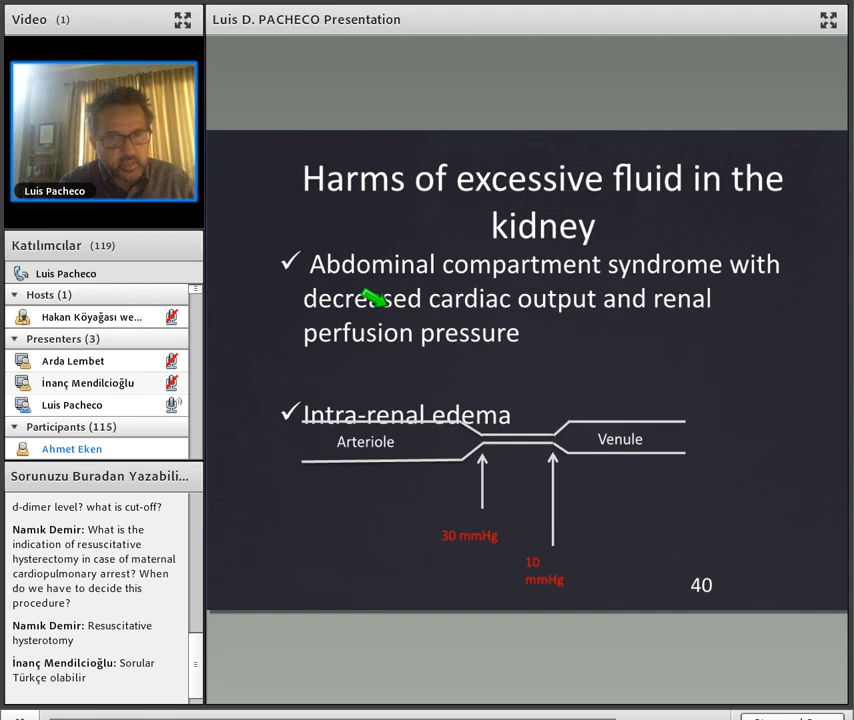 Video (1)
Luis Pacheco
Katılımcılar (119)
Luis Pacheco
Hosts (1)
Hakan Köyağası we...
Presenters (3)
Arda Lembet
İnanç Mendilcioğlu
Luis Pacheco
Participants (115)
Ahmet Eken
Sorunuzu Buradan Yazabili...
d-dimer level? what is cut-off?
Namık Demir: What is the
indication of resuscitative
hysterectomy in case of maternal
cardiopulmonary arrest? When
do we have to decide this
procedure?
Namık Demir: Resuscitative
hysterotomy
İnanç Mendilcioğlu: Sorular
Türkçe olabilir
Luis D. PACHECO Presentation
Harms of excessive fluid in the
kidney
✓ Abdominal compartment syndrome with
decreased cardiac output and renal
perfusion pressure
✓ Intra-renal edema
Arteriole
Venule
30 mmHg
10
mmHg
40